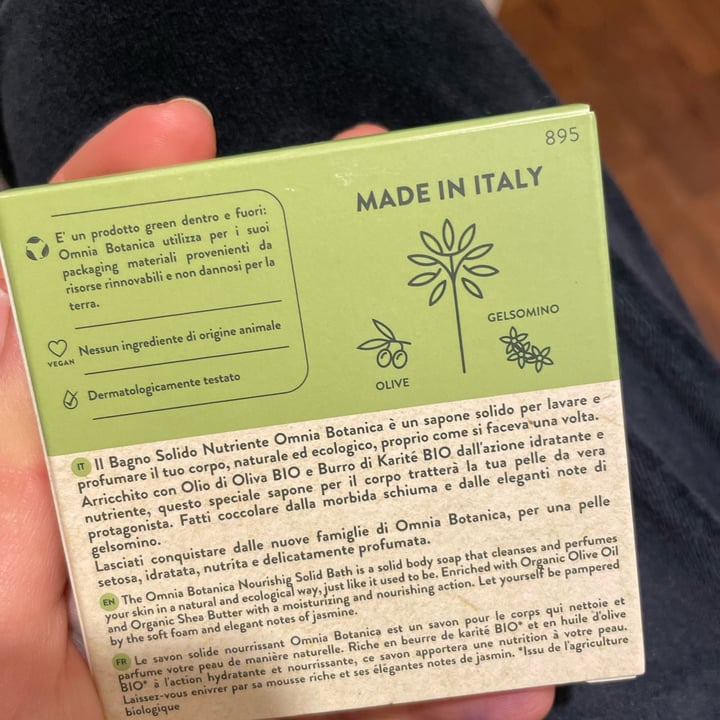 895
MADE IN ITALY
E' un prodotto green dentro e fuori:
Omnia Botanica utilizza per i suoi
packaging materiali provenienti da
risorse rinnovabili e non dannosi per la
terra.
VEGAN
Nessun ingrediente di origine animale
Dermatologicamente testato
GELSOMINO
OLIVE
IT Il Bagno Solido Nutriente Omnia Botanica è un sapone solido per lavare e
profumare il tuo corpo, naturale ed ecologico, proprio come si faceva una volta.
Arricchito con Olio di Oliva BIO e Burro di Karité BIO dall'azione idratante e
nutriente, questo speciale sapone per il corpo tratterà la tua pelle da vera
protagonista. Fatti coccolare dalla morbida schiuma e dalle eleganti note di
gelsomino.
Lasciati conquistare dalle nuove famiglie di Omnia Botanica, per una pelle
setosa, idratata, nutrita e delicatamente profumata.
EN The Omnia Botanica Nourishig Solid Bath is a solid body soap that cleanses and perfumes
your skin in a natural and ecological way, just like it used to be. Enriched with Organic Olive Oil
and Organic Shea Butter with a moisturizing and nourishing action. Let yourself be pampered
by the soft foam and elegant notes of jasmine.
FR Le savon solide nourrissant Omnia Botanica est un savon pour le corps qui nettoie et
parfume votre peau de manière naturelle. Riche en beurre de karité BIO* et en huile d'olive
BIO* à l'action hydratante et nourrissante, ce savon apportera une nutrition à votre peau.
Laissez-vous enivrer par sa mousse riche et ses élégantes notes de jasmin. *Issu de l'agriculture
biologique